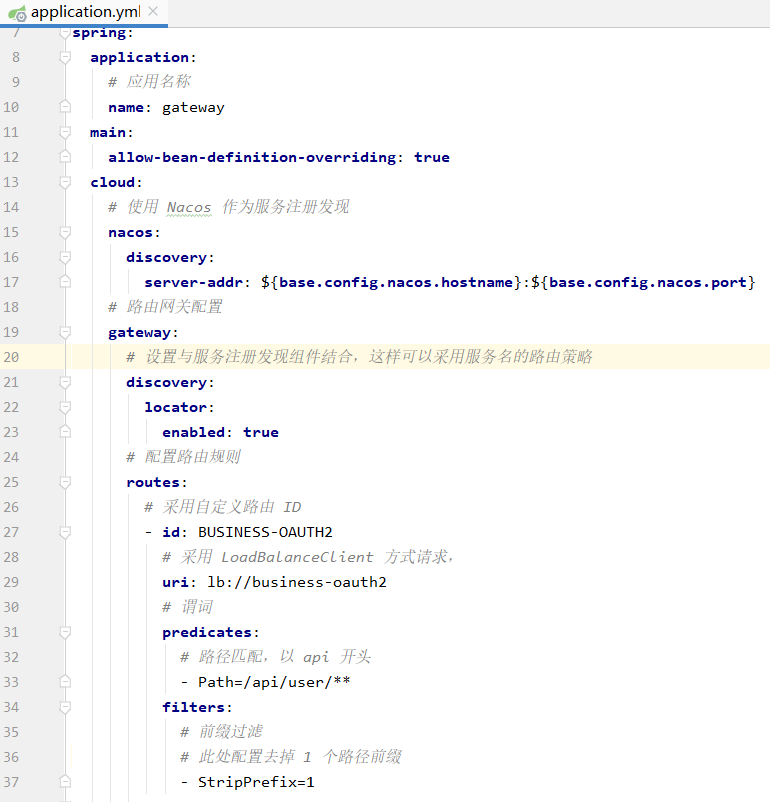 application.yml
7 spring:
8 application:
9 # 应用名称
10 name: gateway
11 main:
12 allow-bean-definition-overriding: true
13 cloud:
14 # 使用 Nacos 作为服务注册发现
15 nacos:
16 discovery:
17 server-addr: ${base.config.nacos.hostname}:${base.config.nacos.port}
18 # 路由网关配置
19 gateway:
20 # 设置与服务注册发现组件结合，这样可以采用服务名的路由策略
21 discovery:
22 locator:
23 enabled: true
24 # 配置路由规则
25 routes:
26 # 采用自定义路由 ID
27 - id: BUSINESS-OAUTH2
28 # 采用 LoadBalanceClient 方式请求，
29 uri: lb://business-oauth2
30 # 谓词
31 predicates:
32 # 路径匹配，以 api 开头
33 - Path=/api/user/**
34 filters:
35 # 前缀过滤
36 # 此处配置去掉 1 个路径前缀
37 - StripPrefix=1